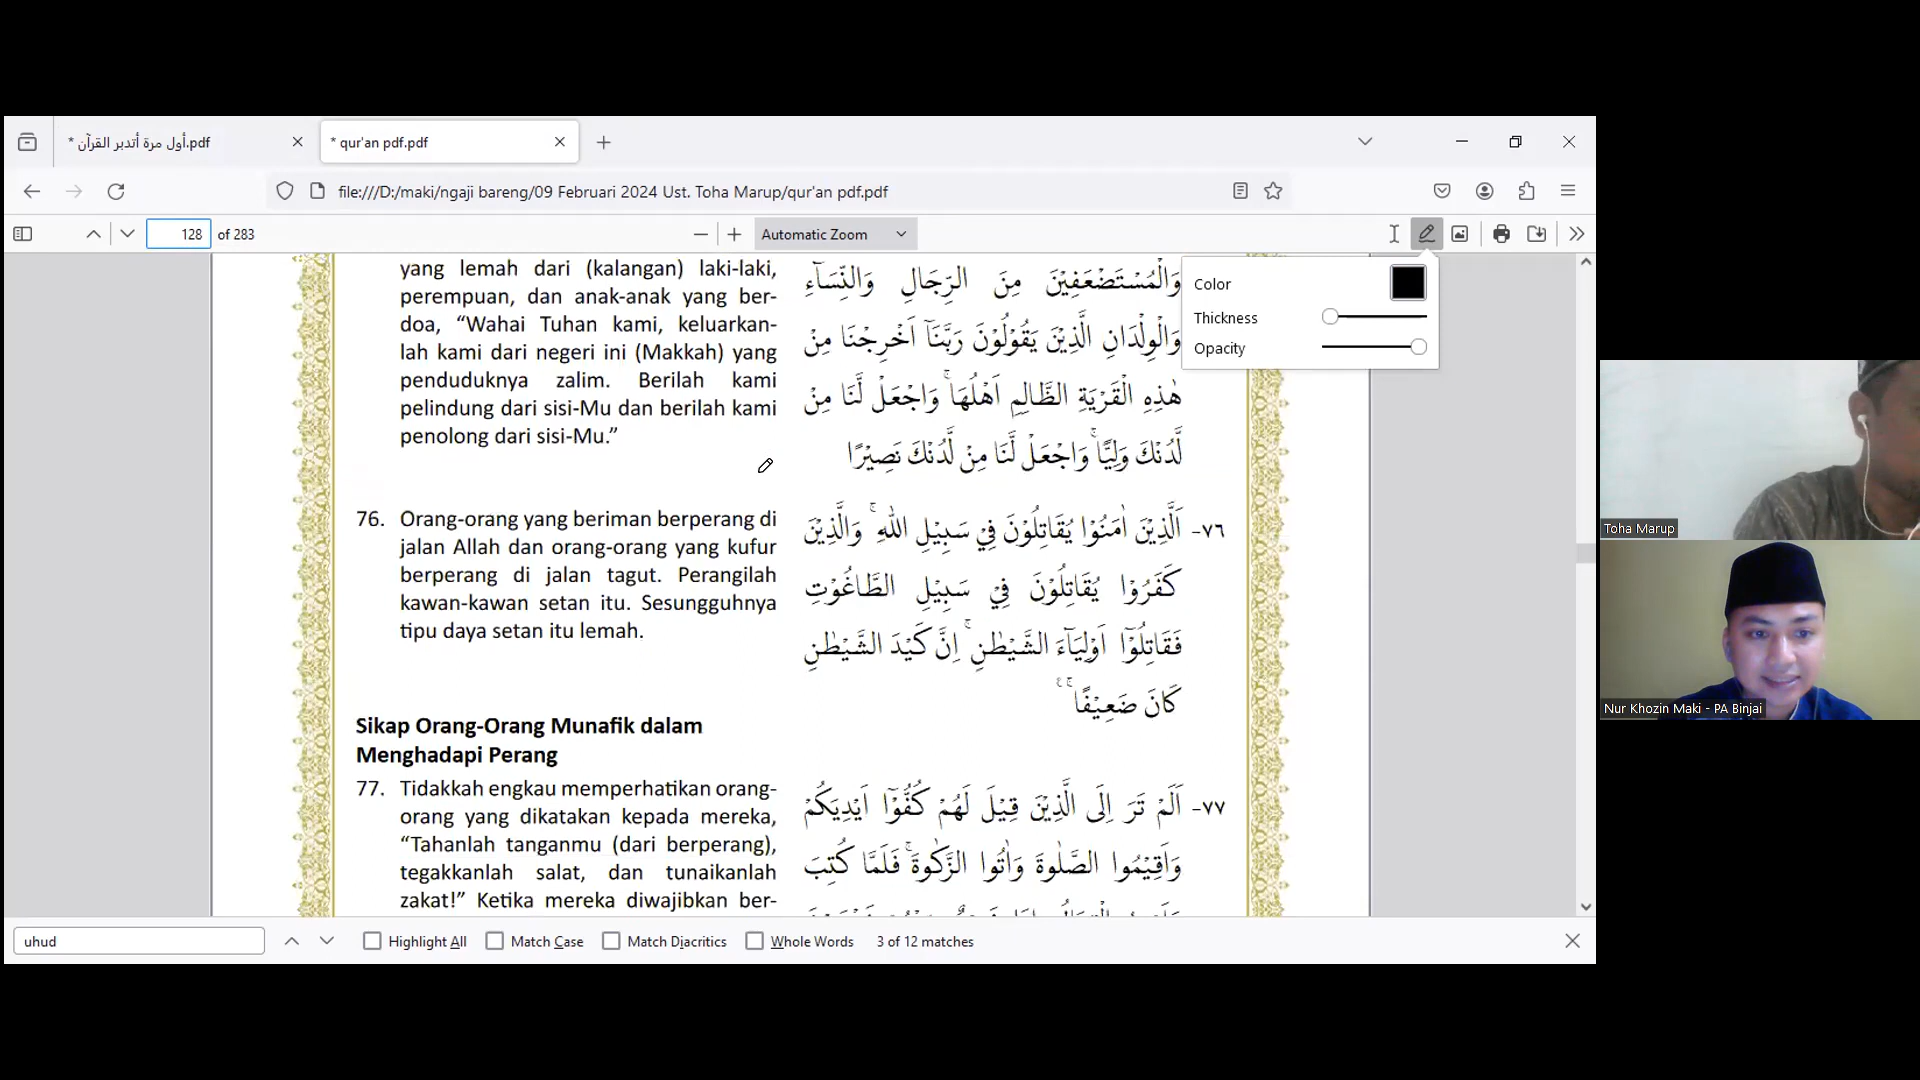 * أول مرة أتدبر القرآن.pdf
* qur'an pdf.pdf
file:///D:/maki/ngaji bareng/09 Februari 2024 Ust. Toha Marup/qur'an pdf.pdf
128 of 283
Automatic Zoom
Color
Thickness
Opacity
yang lemah dari (kalangan) laki-laki,
perempuan, dan anak-anak yang ber-
doa, “Wahai Tuhan kami, keluarkan-
lah kami dari negeri ini (Makkah) yang
penduduknya zalim. Berilah kami
pelindung dari sisi-Mu dan berilah kami
penolong dari sisi-Mu.”
وَالْمُسْتَضْعَفِيْنَ مِنَ الرِّجَالِ وَالنِّسَاۤءِ
وَالْوِلْدَانِ الَّذِيْنَ يَقُوْلُوْنَ رَبَّنَآ اَخْرِجْنَا مِنْ
هٰذِهِ الْقَرْيَةِ الظَّالِمِ اَهْلُهَاۚ وَاجْعَلْ لَّنَا مِنْ
لَّدُنْكَ وَلِيًّاۚ وَاجْعَلْ لَّنَا مِنْ لَّدُنْكَ نَصِيْرًا
76. Orang-orang yang beriman berperang di
jalan Allah dan orang-orang yang kufur
berperang di jalan tagut. Perangilah
kawan-kawan setan itu. Sesungguhnya
tipu daya setan itu lemah.
٧٦- اَلَّذِيْنَ اٰمَنُوْا يُقَاتِلُوْنَ فِيْ سَبِيْلِ اللّٰهِ ۚ وَالَّذِيْنَ
كَفَرُوْا يُقَاتِلُوْنَ فِيْ سَبِيْلِ الطَّاغُوْتِ
فَقَاتِلُوْٓا اَوْلِيَاۤءَ الشَّيْطٰنِ ۚ اِنَّ كَيْدَ الشَّيْطٰنِ
كَانَ ضَعِيْفًا ۚ ࣖ
Sikap Orang-Orang Munafik dalam
Menghadapi Perang
77. Tidakkah engkau memperhatikan orang-
orang yang dikatakan kepada mereka,
“Tahanlah tanganmu (dari berperang),
tegakkanlah salat, dan tunaikanlah
zakat!” Ketika mereka diwajibkan ber-
٧٧- اَلَمْ تَرَ اِلَى الَّذِيْنَ قِيْلَ لَهُمْ كُفُّوْٓا اَيْدِيَكُمْ
وَاَقِيْمُوا الصَّلٰوةَ وَاٰتُوا الزَّكٰوةَۚ فَلَمَّا كُتِبَ
uhud
Highlight All
Match Case
Match Diacritics
Whole Words
3 of 12 matches
Toha Marup
Nur Khozin Maki - PA Binjai